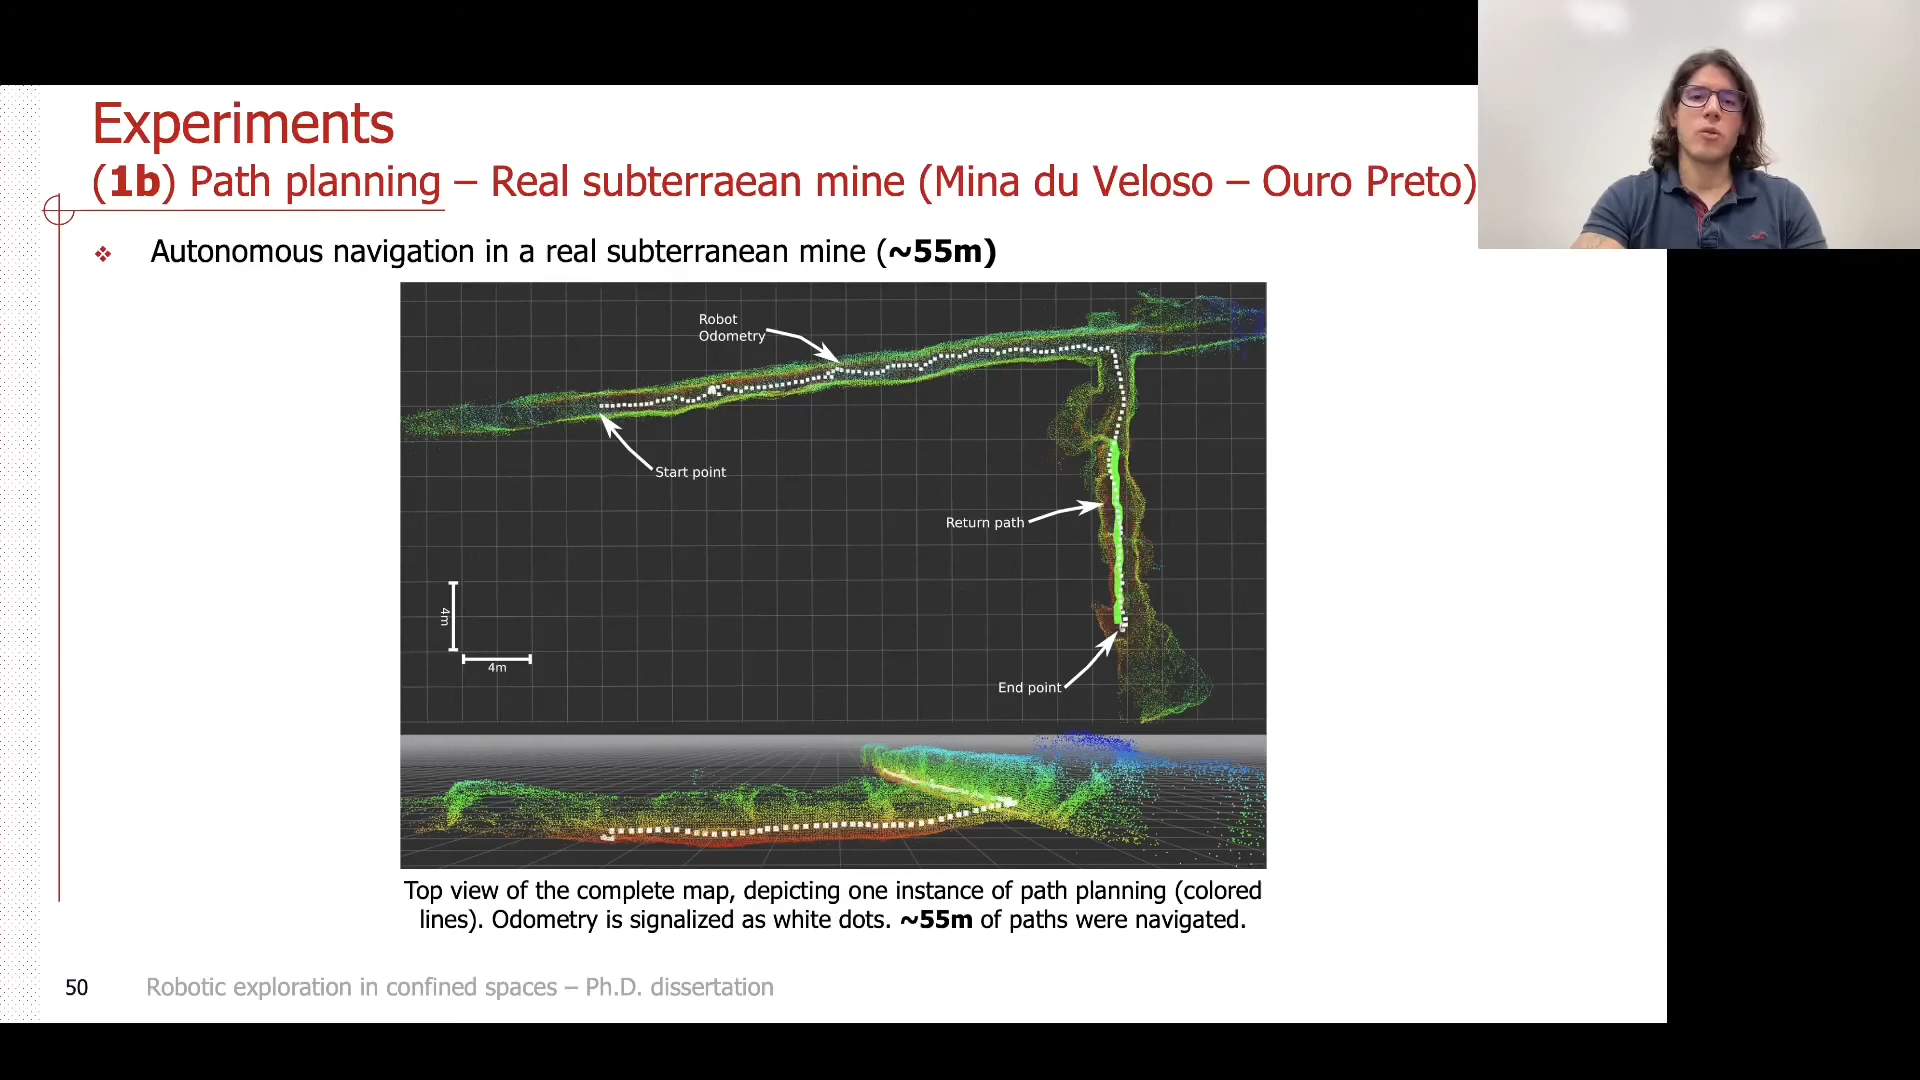 Experiments
(1b) Path planning – Real subterraean mine (Mina du Veloso – Ouro Preto)
❖ Autonomous navigation in a real subterranean mine (~55m)
Robot
Odometry
Start point
Return path
4m
4m
End point
Top view of the complete map, depicting one instance of path planning (colored
lines). Odometry is signalized as white dots. ~55m of paths were navigated.
50 Robotic exploration in confined spaces – Ph.D. dissertation